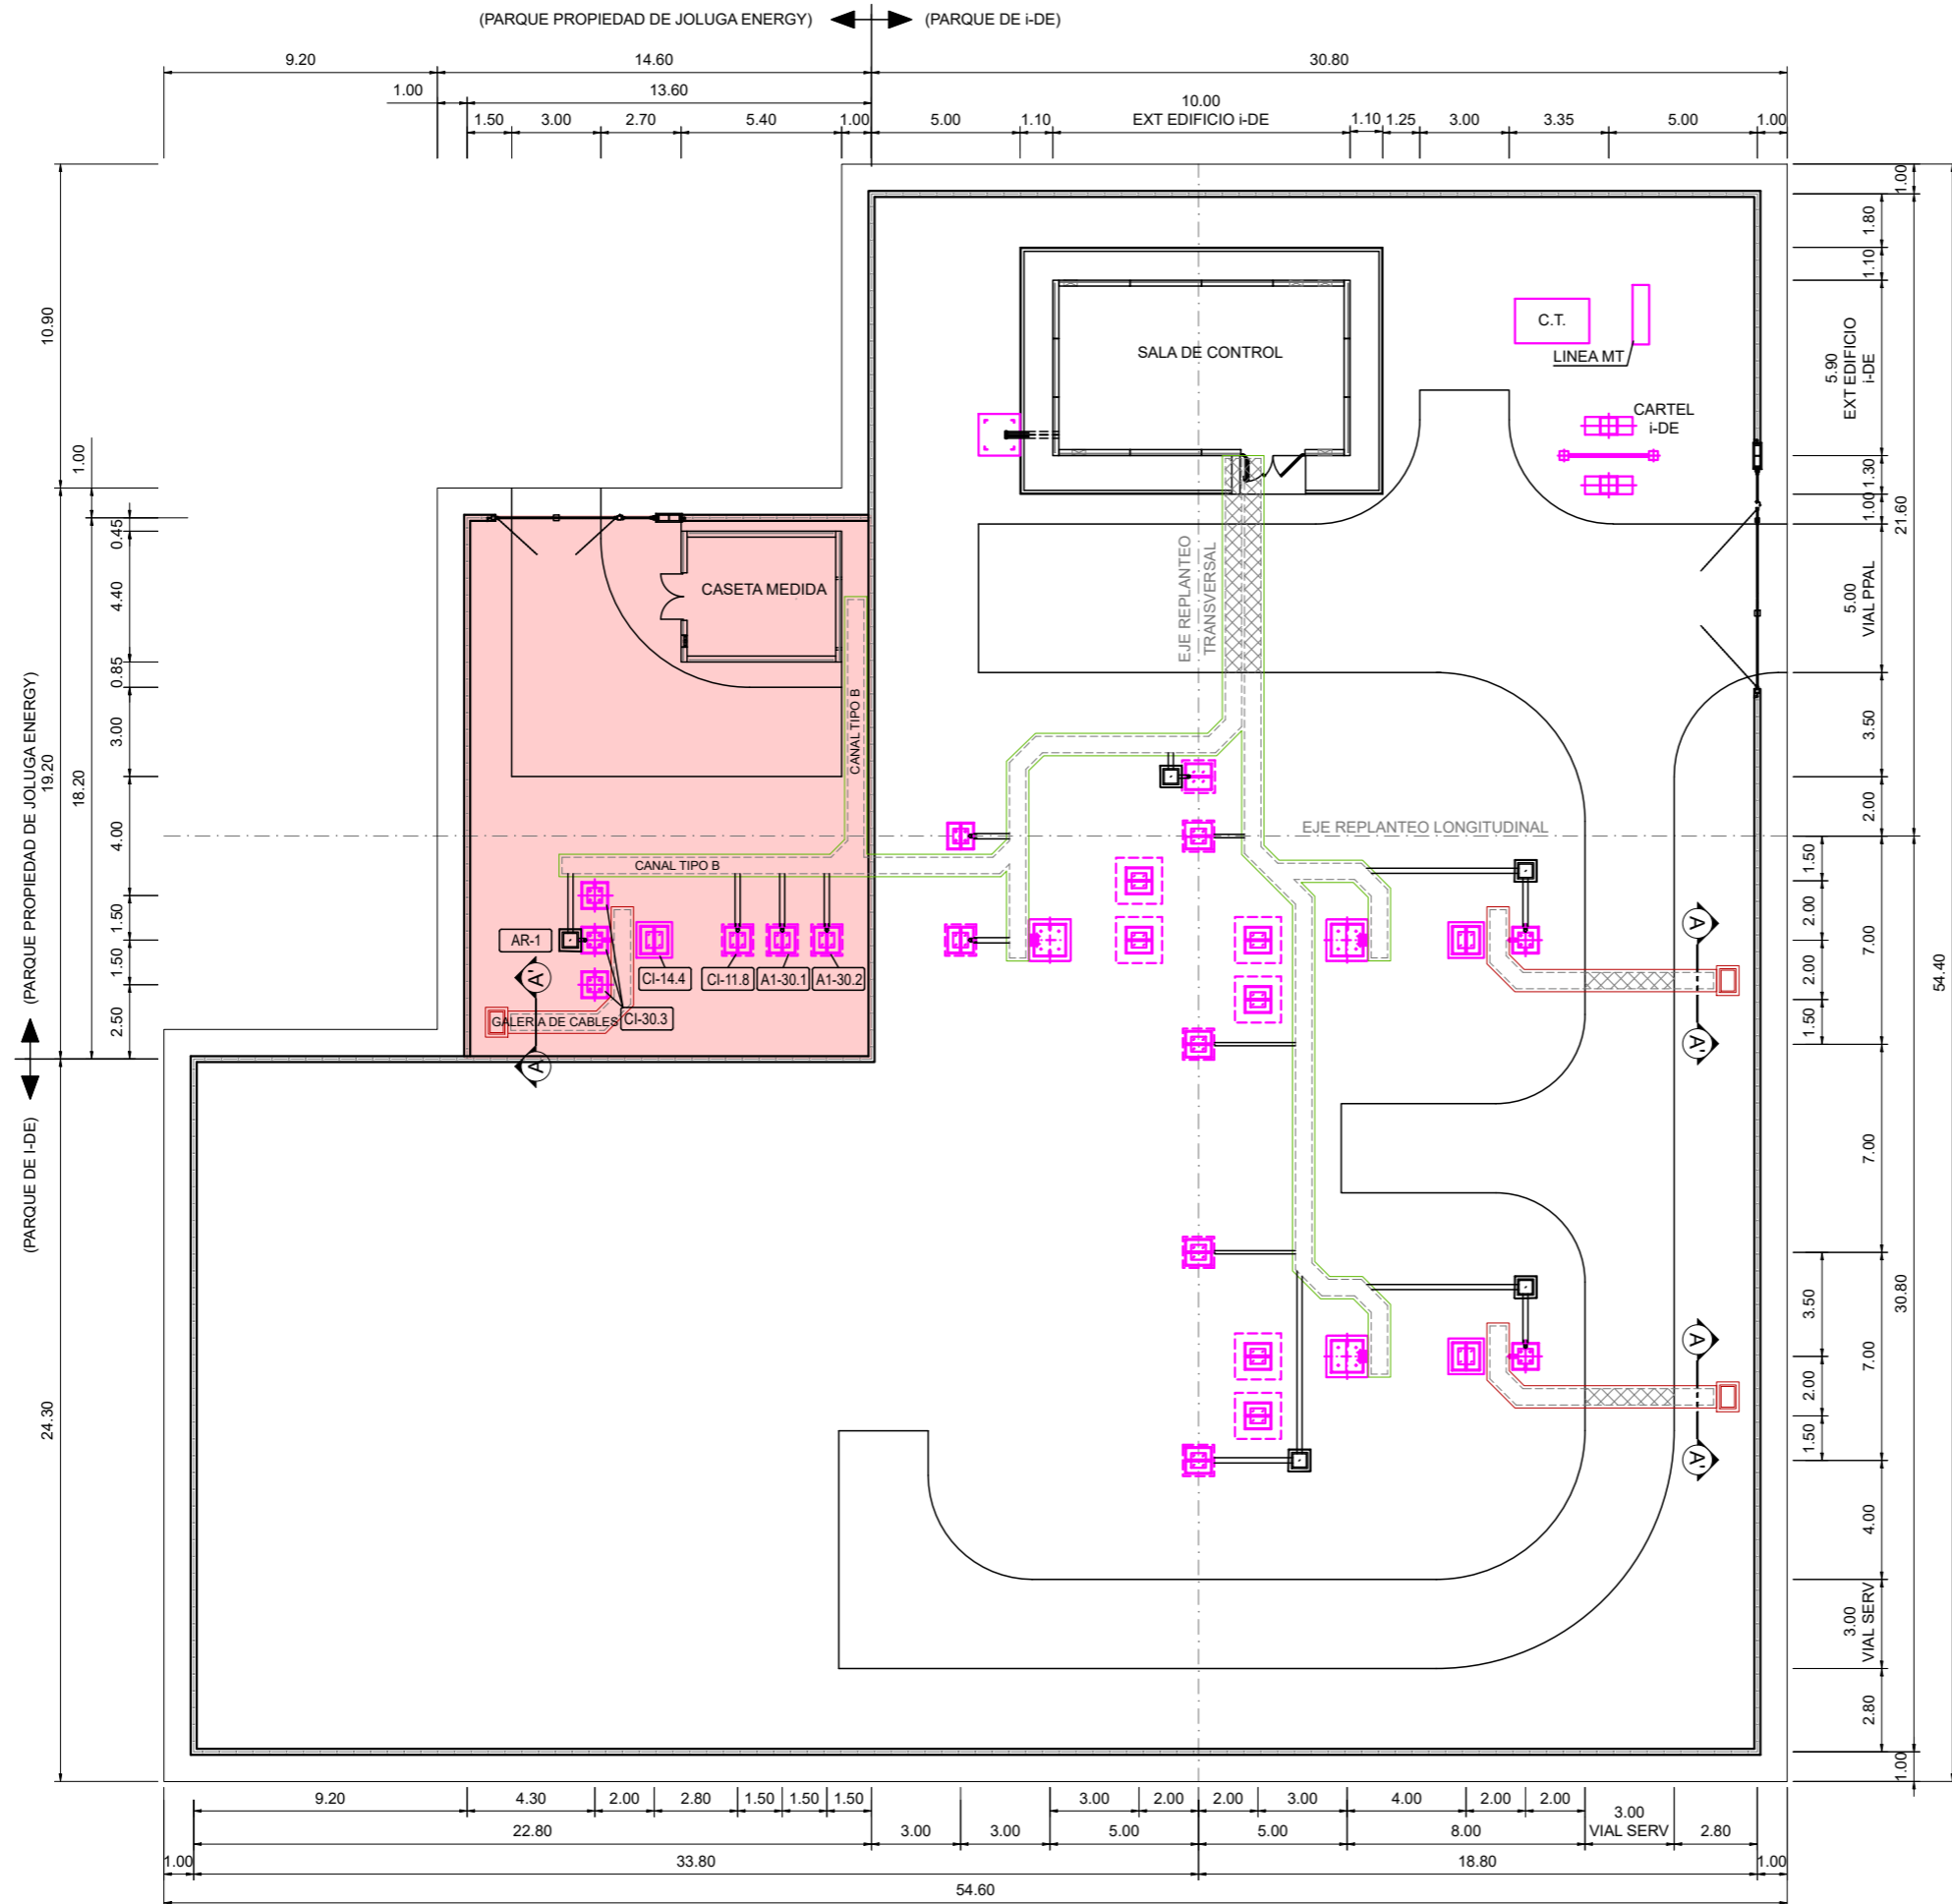 (PARQUE PROPIEDAD DE JOLUGA ENERGY)
(PARQUE DE i-DE)
9.20
14.60
30.80
1.00
13.60
10.00
1.50
3.00
2.70
5.40
1.00
5.00
1.10
EXT EDIFICIO i-DE
1.10
1.25
3.00
3.35
5.00
1.00
10.90
1.00
19.20
18.20
0.45
4.40
0.85
3.00
4.00
1.50
1.50
2.50
24.30
(PARQUE PROPIEDAD DE JOLUGA ENERGY)
(PARQUE DE I-DE)
SALA DE CONTROL
C.T.
LINEA MT
CARTEL
i-DE
CASETA MEDIDA
CANAL TIPO B
CANAL TIPO B
EJE REPLANTEO
TRANSVERSAL
EJE REPLANTEO LONGITUDINAL
AR-1
CI-14.4
CI-11.8
A1-30.1
A1-30.2
CI-30.3
GALERIA DE CABLES
A'
A
A
A'
A
A'
1.00
1.80
1.10
5.90
EXT EDIFICIO
i-DE
1.30
1.00
21.60
5.00
VIAL PPAL
3.50
2.00
1.50
2.00
7.00
2.00
1.50
54.40
7.00
3.50
30.80
7.00
2.00
1.50
4.00
3.00
VIAL SERV
2.80
1.00
9.20
4.30
2.00
2.80
1.50
1.50
1.50
3.00
2.00
2.00
3.00
4.00
2.00
2.00
3.00
VIAL SERV
22.80
3.00
3.00
5.00
5.00
8.00
2.80
1.00
33.80
18.80
1.00
54.60